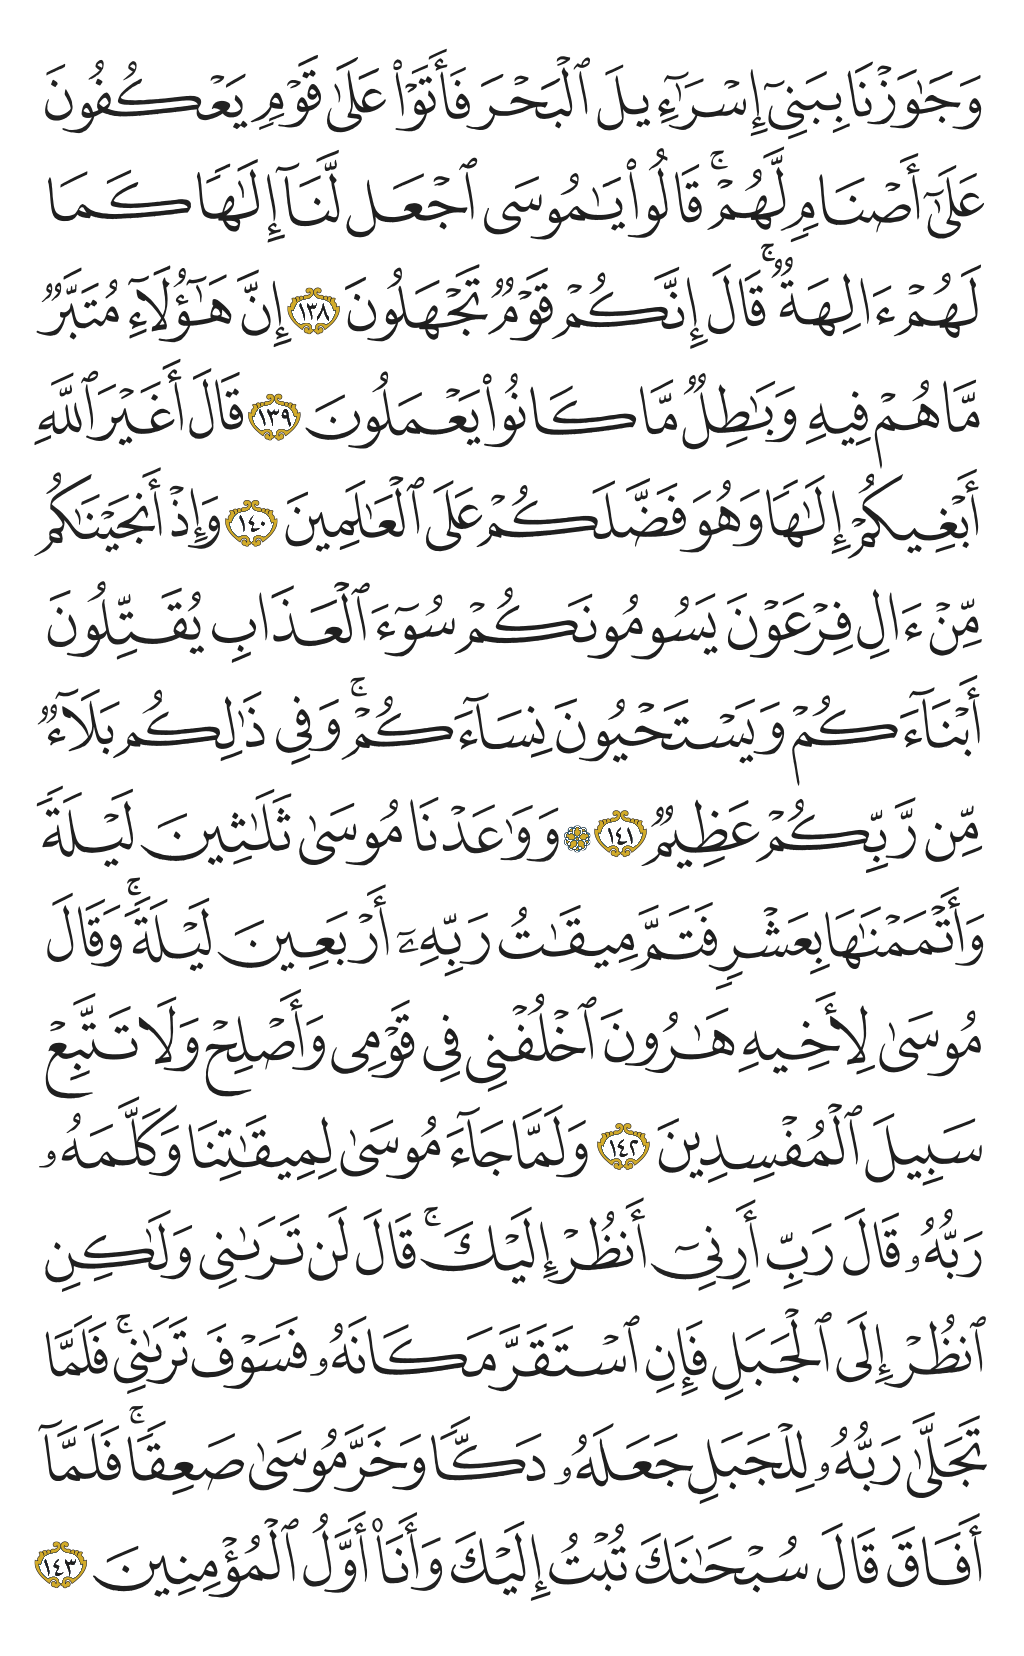 وَجَٰوَزْنَا بِبَنِىٓ إِسْرَٰٓءِيلَ ٱلْبَحْرَ فَأَتَوْا۟ عَلَىٰ قَوْمٍ يَعْكُفُونَ
عَلَىٰٓ أَصْنَامٍ لَّهُمْ ۚ قَالُوا۟ يَٰمُوسَى ٱجْعَل لَّنَآ إِلَٰهًا كَمَا
لَهُمْ ءَالِهَةٌ ۚ قَالَ إِنَّكُمْ قَوْمٌ تَجْهَلُونَ ١٣٨ إِنَّ هَٰٓؤُلَآءِ مُتَبَّرٌ
مَّا هُمْ فِيهِ وَبَٰطِلٌ مَّا كَانُوا۟ يَعْمَلُونَ ١٣٩ قَالَ أَغَيْرَ ٱللَّهِ
أَبْغِيكُمْ إِلَٰهًا وَهُوَ فَضَّلَكُمْ عَلَى ٱلْعَٰلَمِينَ ١٤٠ وَإِذْ أَنجَيْنَٰكُم
مِّنْ ءَالِ فِرْعَوْنَ يَسُومُونَكُمْ سُوٓءَ ٱلْعَذَابِ يُقَتِّلُونَ
أَبْنَآءَكُمْ وَيَسْتَحْيُونَ نِسَآءَكُمْ ۚ وَفِى ذَٰلِكُم بَلَآءٌ
مِّن رَّبِّكُمْ عَظِيمٌ ١٤١ ۞ وَوَٰعَدْنَا مُوسَىٰ ثَلَٰثِينَ لَيْلَةً
وَأَتْمَمْنَٰهَا بِعَشْرٍ فَتَمَّ مِيقَٰتُ رَبِّهِۦٓ أَرْبَعِينَ لَيْلَةً ۚ وَقَالَ
مُوسَىٰ لِأَخِيهِ هَٰرُونَ ٱخْلُفْنِى فِى قَوْمِى وَأَصْلِحْ وَلَا تَتَّبِعْ
سَبِيلَ ٱلْمُفْسِدِينَ ١٤٢ وَلَمَّا جَآءَ مُوسَىٰ لِمِيقَٰتِنَا وَكَلَّمَهُۥ
رَبُّهُۥ قَالَ رَبِّ أَرِنِىٓ أَنظُرْ إِلَيْكَ ۚ قَالَ لَن تَرَىٰنِى وَلَٰكِنِ
ٱنظُرْ إِلَى ٱلْجَبَلِ فَإِنِ ٱسْتَقَرَّ مَكَانَهُۥ فَسَوْفَ تَرَىٰنِى ۚ فَلَمَّا
تَجَلَّىٰ رَبُّهُۥ لِلْجَبَلِ جَعَلَهُۥ دَكًّا وَخَرَّ مُوسَىٰ صَعِقًا ۚ فَلَمَّآ
أَفَاقَ قَالَ سُبْحَٰنَكَ تُبْتُ إِلَيْكَ وَأَنَا۠ أَوَّلُ ٱلْمُؤْمِنِينَ ١٤٣